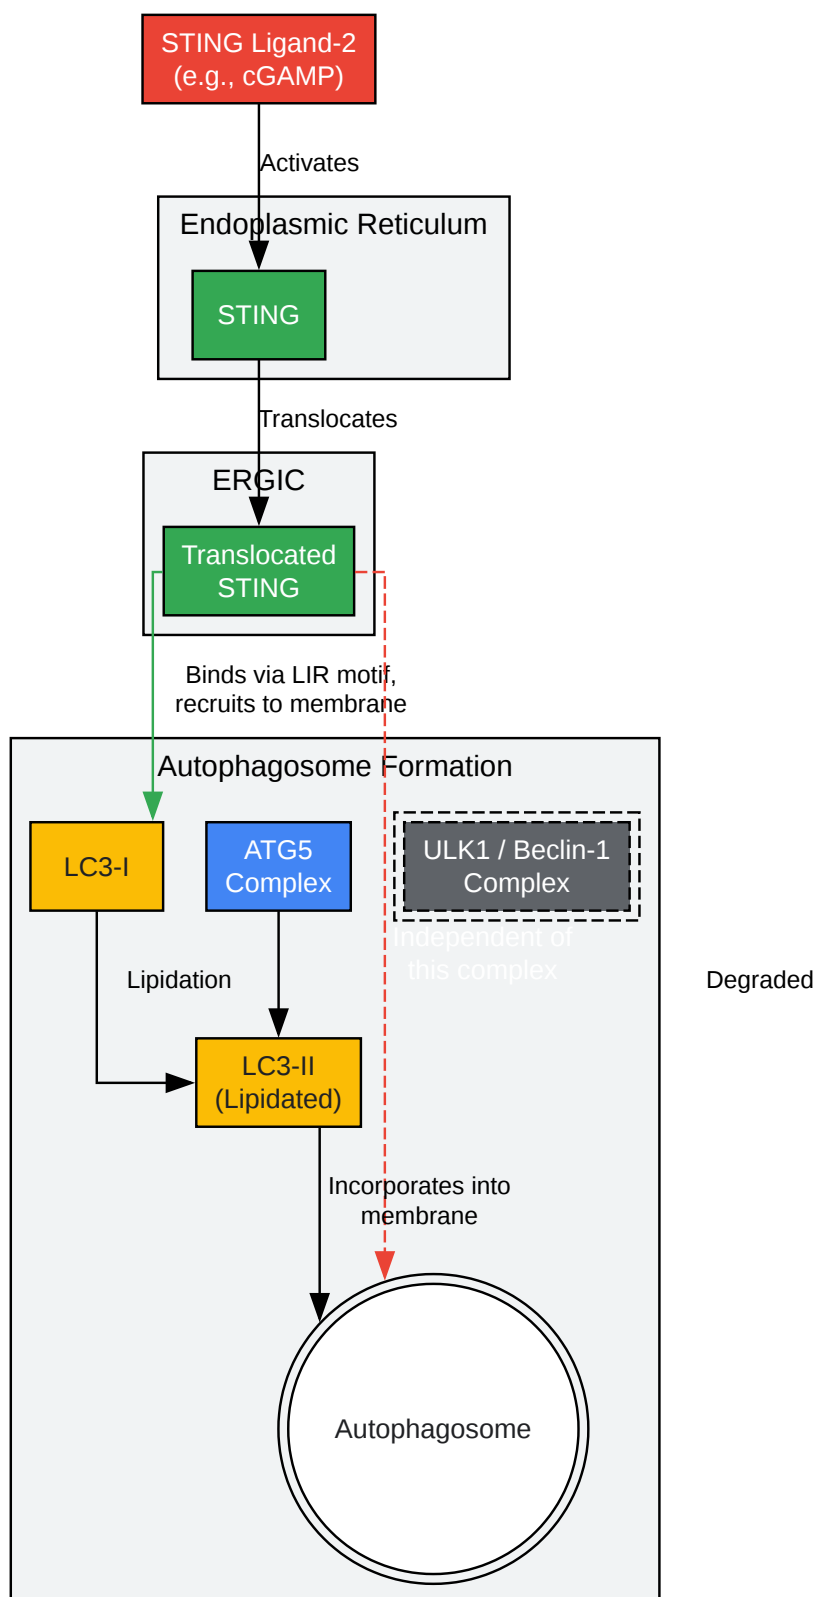 STING Ligand-2
(e.g., cGAMP)
Activates
Endoplasmic Reticulum
STING
Translocates
ERGIC
Translocated
STING
Binds via LIR motif,
recruits to membrane
Autophagosome Formation
LC3-I
ATG5
Complex
ULK1 / Beclin-1
Complex
Independent of
this complex
Lipidation
Degraded
LC3-II
(Lipidated)
Incorporates into
membrane
Autophagosome